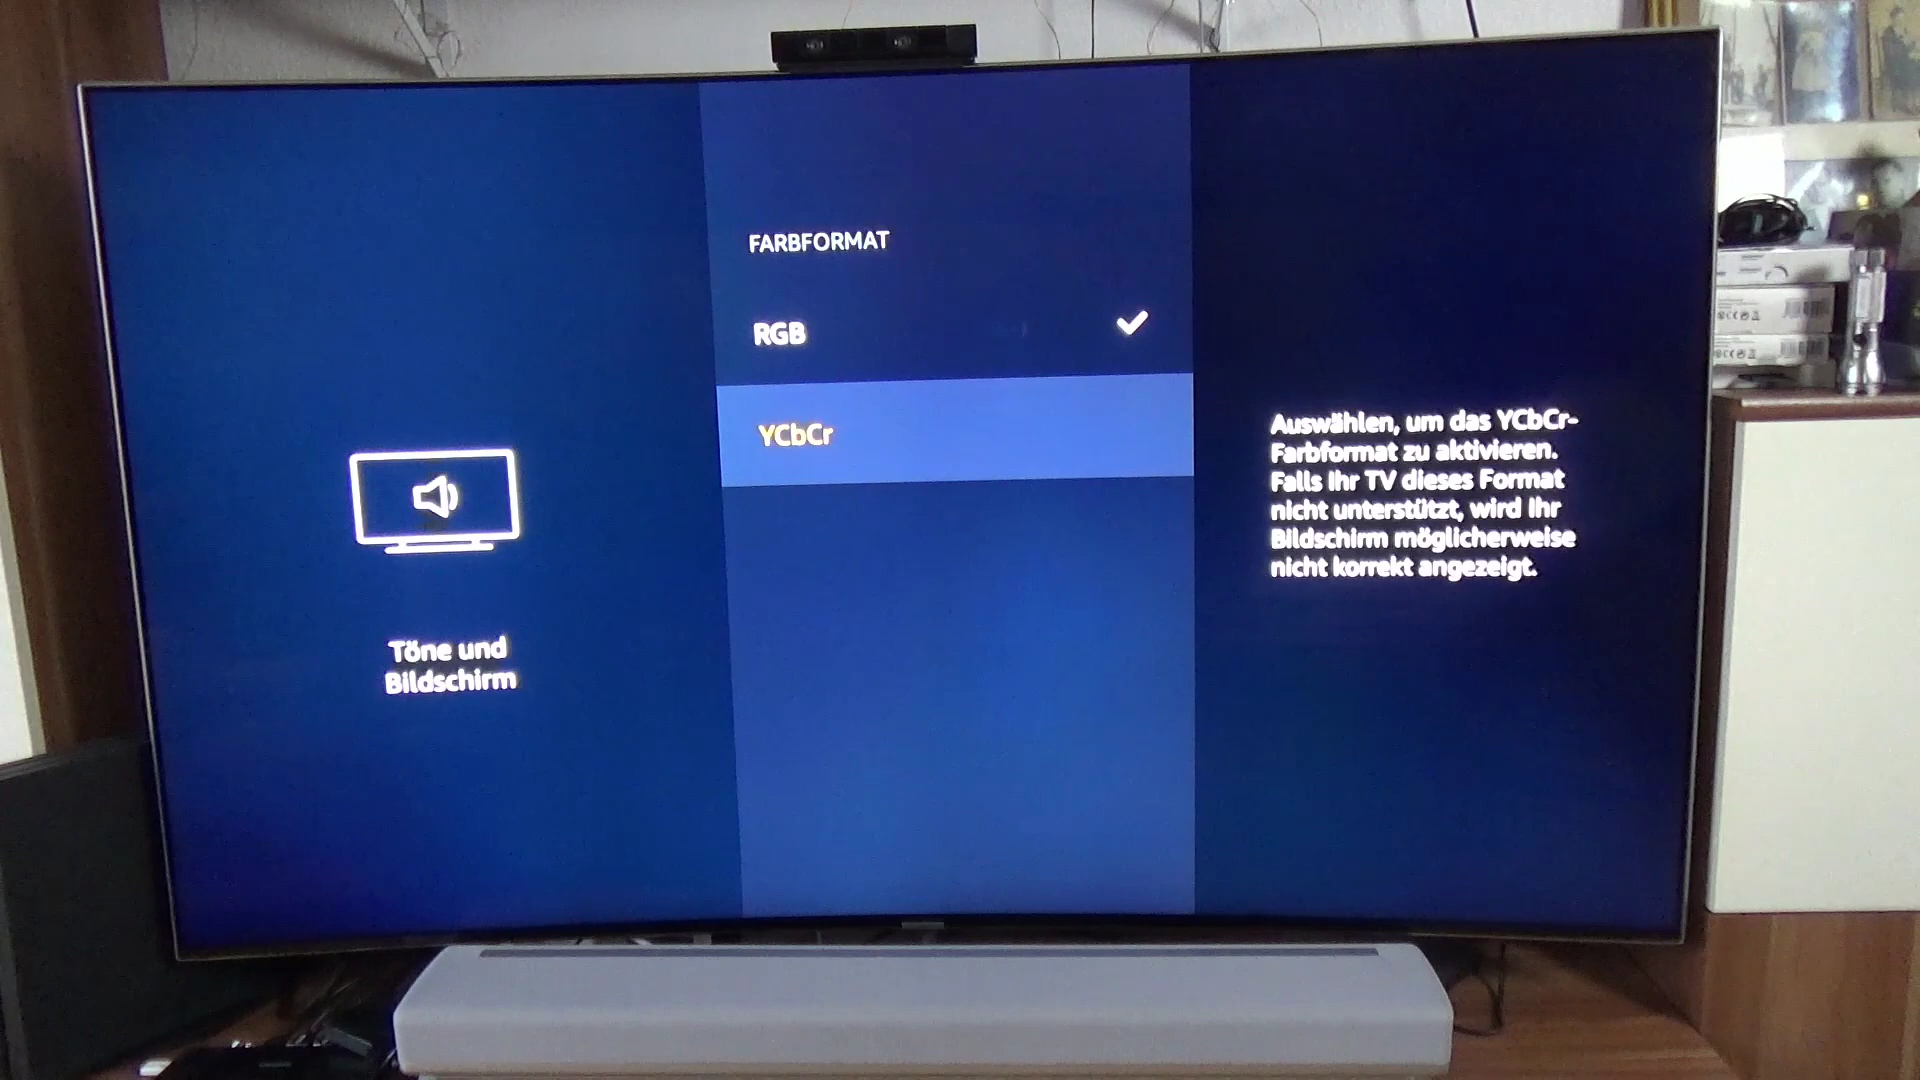 FARBFORMAT
RGB
YCbCr
Auswählen, um das YCbCr-
Farbformat zu aktivieren.
Falls Ihr TV dieses Format
nicht unterstützt, wird Ihr
Bildschirm möglicherweise
nicht korrekt angezeigt.
Töne und
Bildschirm